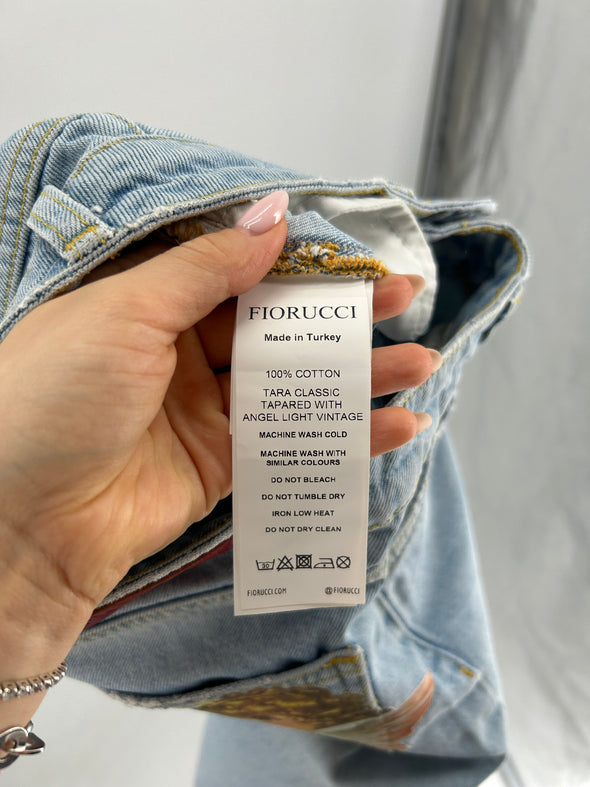 FIORUCCI
Made in Turkey
100% COTTON
TARA CLASSIC
TAPARED WITH
ANGEL LIGHT VINTAGE
MACHINE WASH COLD
MACHINE WASH WITH
SIMILAR COLOURS
DO NOT BLEACH
DO NOT TUMBLE DRY
IRON LOW HEAT
DO NOT DRY CLEAN
30
FIORUCCI.COM @FIORUCCI